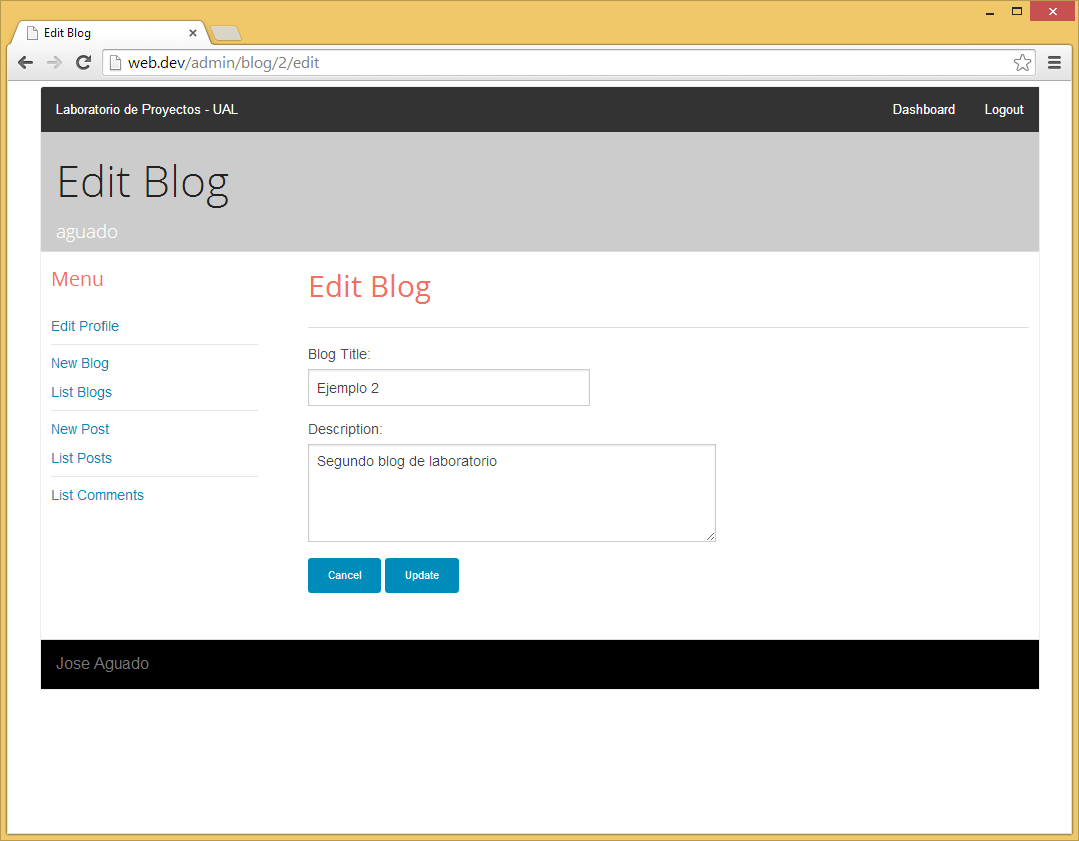 Edit Blog
web.dev/admin/blog/2/edit
Laboratorio de Proyectos - UAL Dashboard Logout
Edit Blog
aguado
Menu
Edit Profile
New Blog
List Blogs
New Post
List Posts
List Comments
Edit Blog
Blog Title:
Ejemplo 2
Description:
Segundo blog de laboratorio
Cancel Update
Jose Aguado